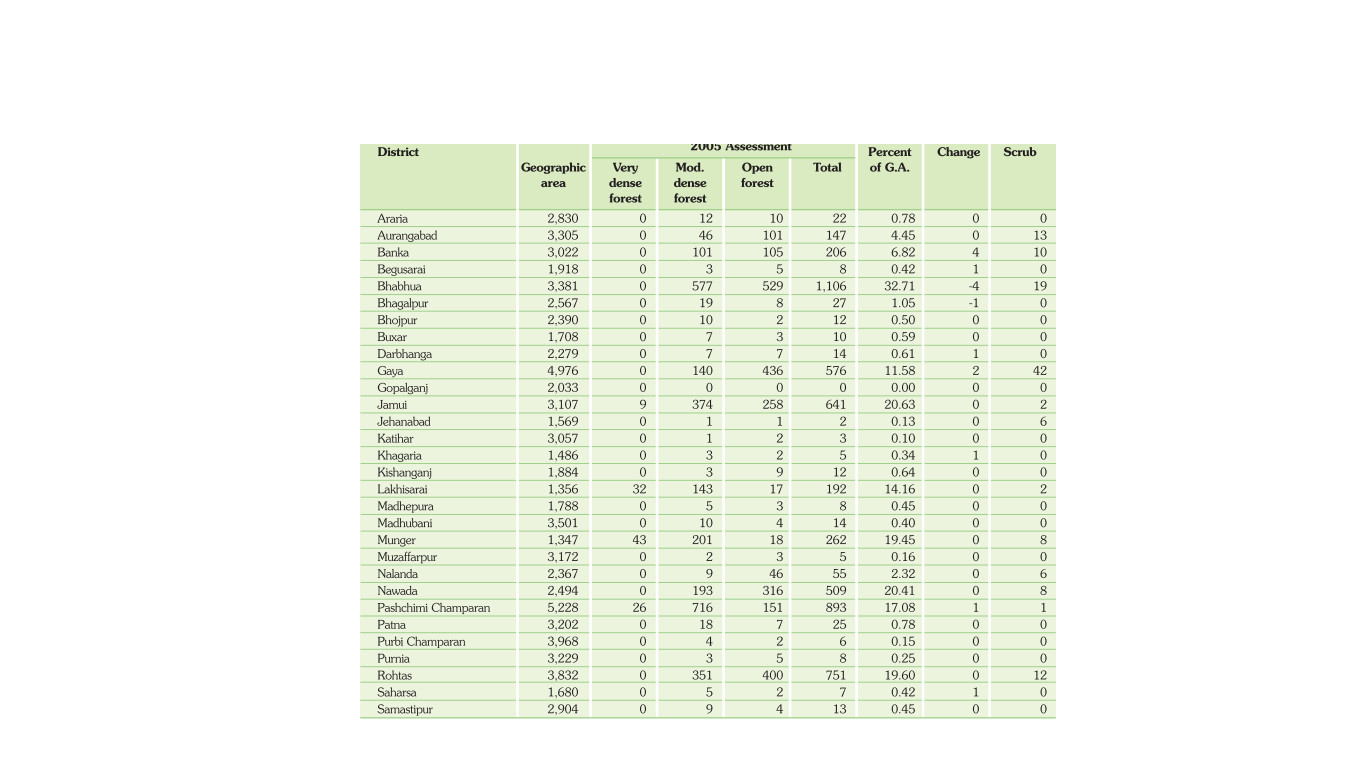 2005 Assessment
District Geographic area Very dense forest Mod. dense forest Open forest Total Percent of G.A. Change Scrub
Araria 2,830 0 12 10 22 0.78 0 0
Aurangabad 3,305 0 46 101 147 4.45 0 13
Banka 3,022 0 101 105 206 6.82 4 10
Begusarai 1,918 0 3 5 8 0.42 1 0
Bhabhua 3,381 0 577 529 1,106 32.71 -4 19
Bhagalpur 2,567 0 19 8 27 1.05 -1 0
Bhojpur 2,390 0 10 2 12 0.50 0 0
Buxar 1,708 0 7 3 10 0.59 0 0
Darbhanga 2,279 0 7 7 14 0.61 1 0
Gaya 4,976 0 140 436 576 11.58 2 42
Gopalganj 2,033 0 0 0 0 0.00 0 0
Jamui 3,107 9 374 258 641 20.63 0 2
Jehanabad 1,569 0 1 1 2 0.13 0 6
Katihar 3,057 0 1 2 3 0.10 0 0
Khagaria 1,486 0 3 2 5 0.34 1 0
Kishanganj 1,884 0 3 9 12 0.64 0 0
Lakhisarai 1,356 32 143 17 192 14.16 0 2
Madhepura 1,788 0 5 3 8 0.45 0 0
Madhubani 3,501 0 10 4 14 0.40 0 0
Munger 1,347 43 201 18 262 19.45 0 8
Muzaffarpur 3,172 0 2 3 5 0.16 0 0
Nalanda 2,367 0 9 46 55 2.32 0 6
Nawada 2,494 0 193 316 509 20.41 0 8
Pashchimi Champaran 5,228 26 716 151 893 17.08 1 1
Patna 3,202 0 18 7 25 0.78 0 0
Purbi Champaran 3,968 0 4 2 6 0.15 0 0
Purnia 3,229 0 3 5 8 0.25 0 0
Rohtas 3,832 0 351 400 751 19.60 0 12
Saharsa 1,680 0 5 2 7 0.42 1 0
Samastipur 2,904 0 9 4 13 0.45 0 0